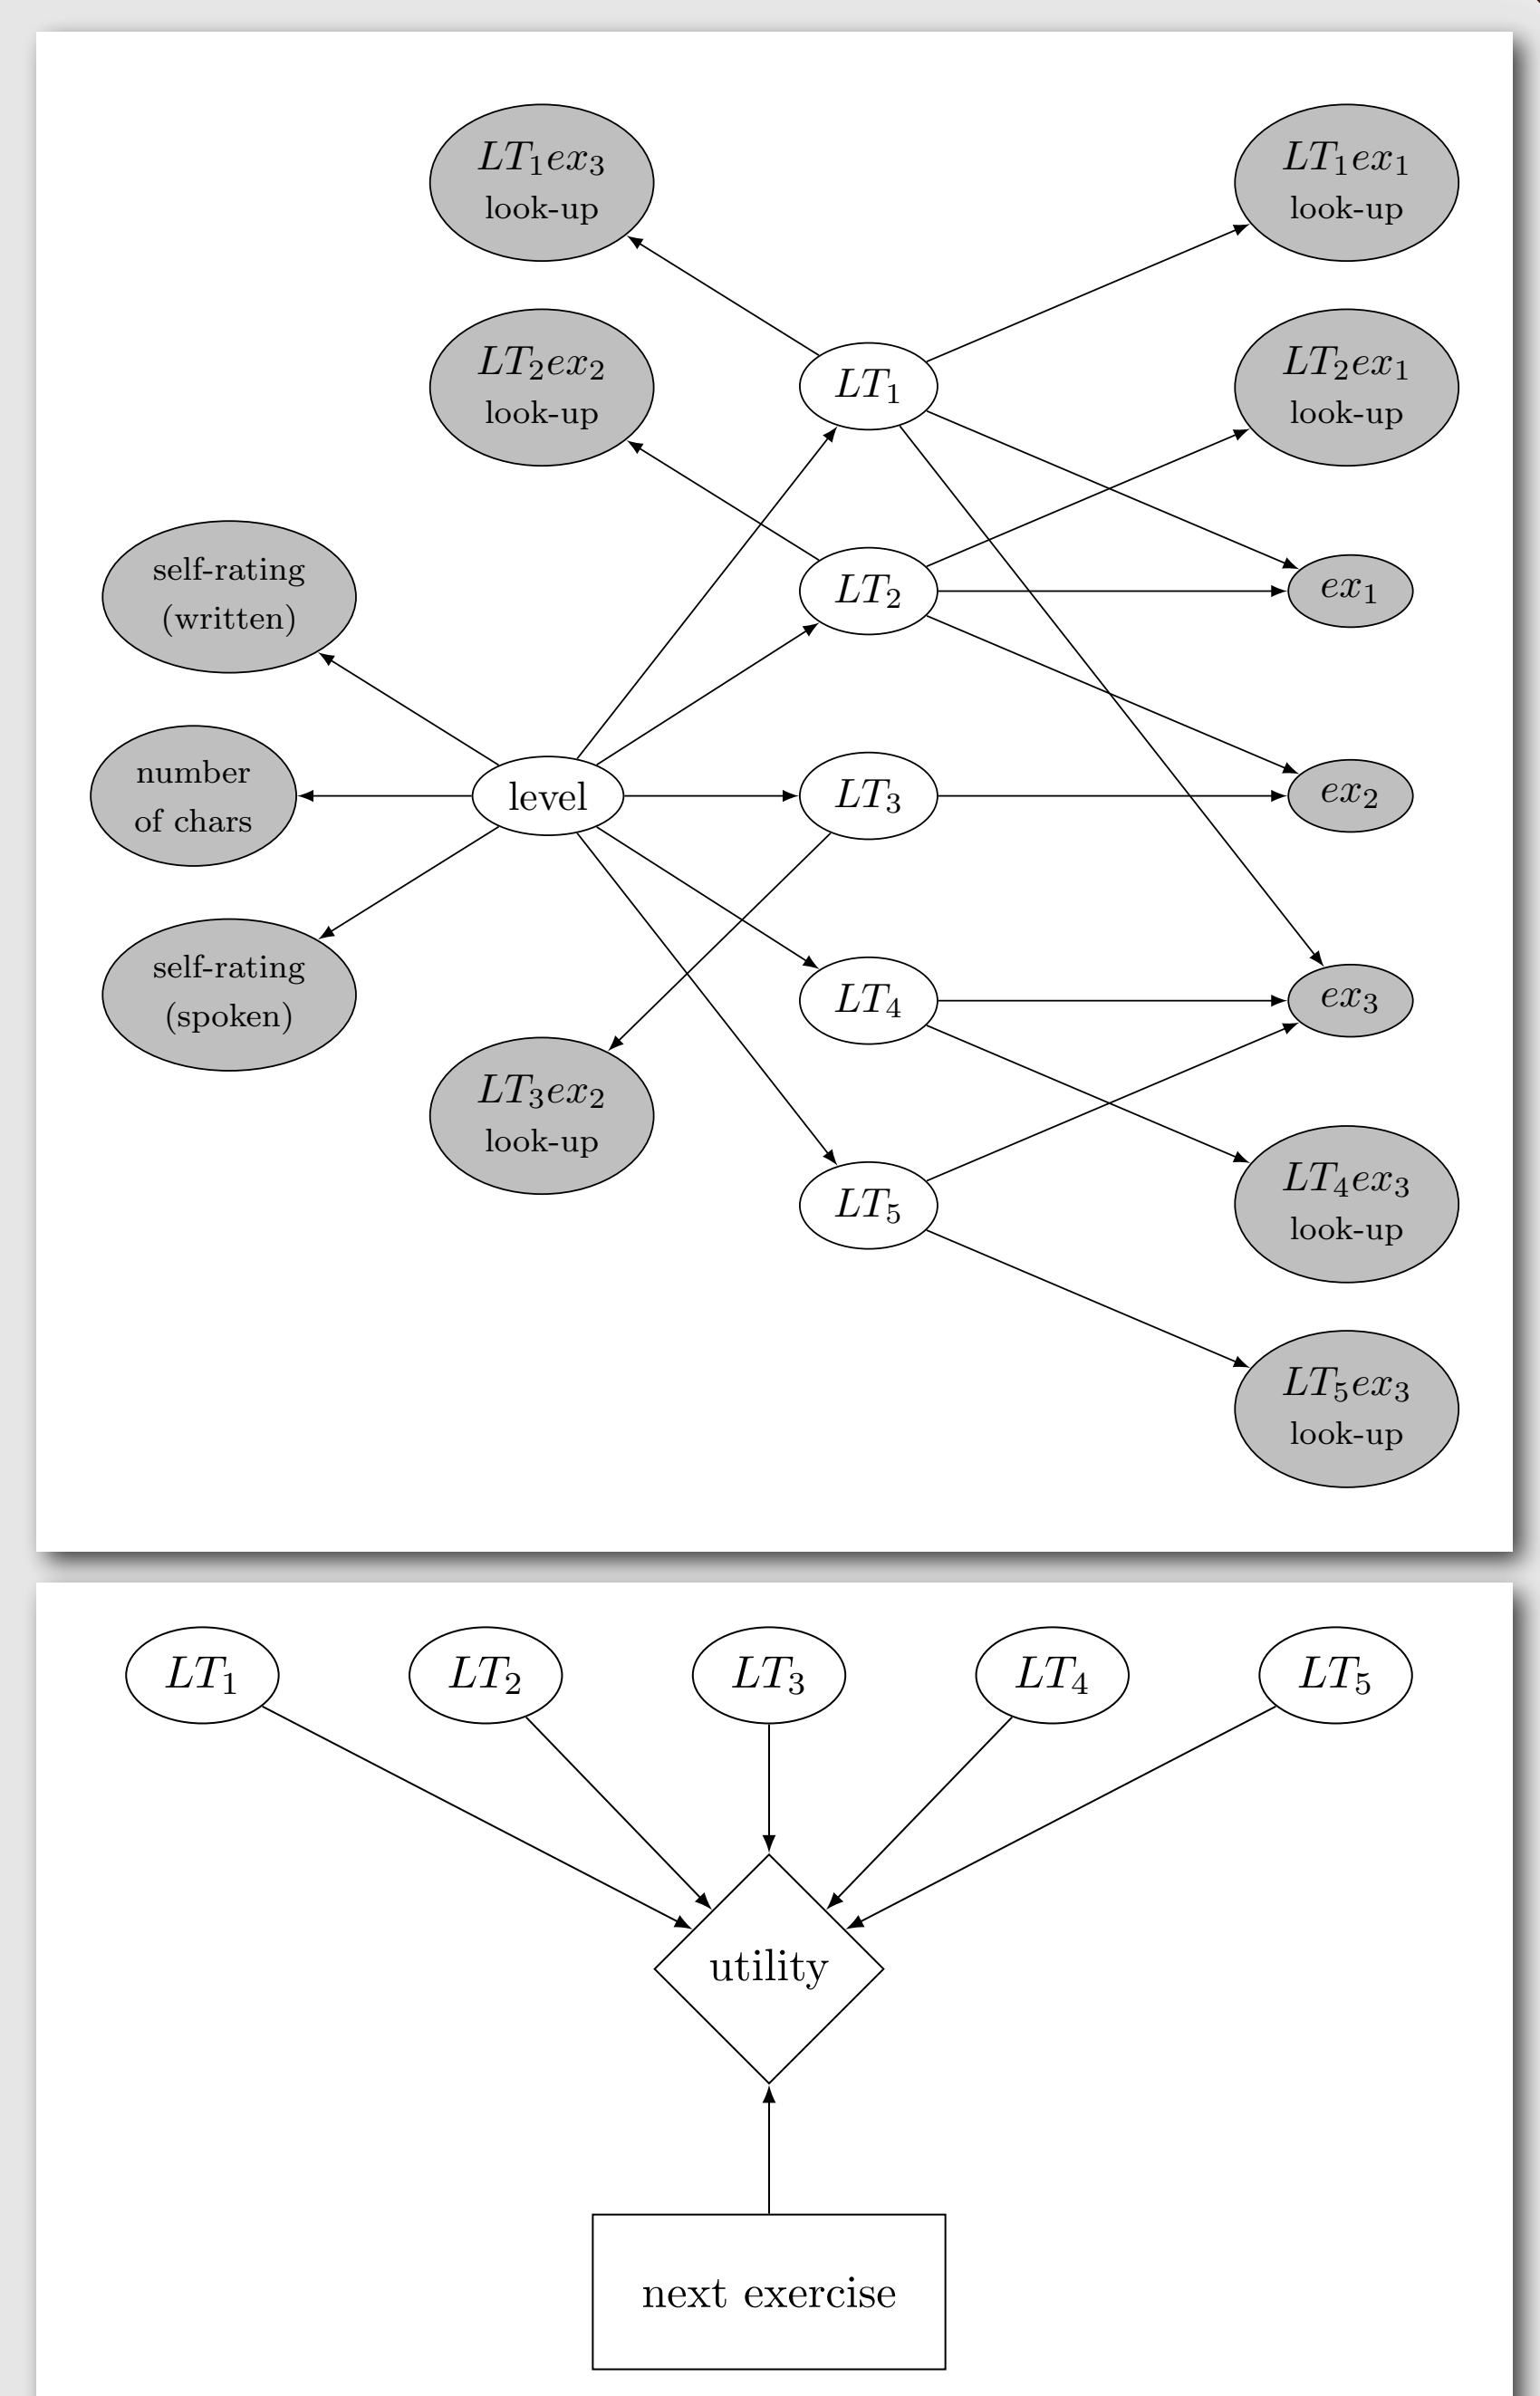 LT₁ex₃
look-up
LT₁ex₁
look-up
LT₂ex₂
look-up
LT₁
LT₂ex₁
look-up
self-rating
(written)
LT₂
ex₁
number
of chars
level
LT₃
ex₂
self-rating
(spoken)
LT₄
ex₃
LT₃ex₂
look-up
LT₅
LT₄ex₃
look-up
LT₅ex₃
look-up
LT₁
LT₂
LT₃
LT₄
LT₅
utility
next exercise